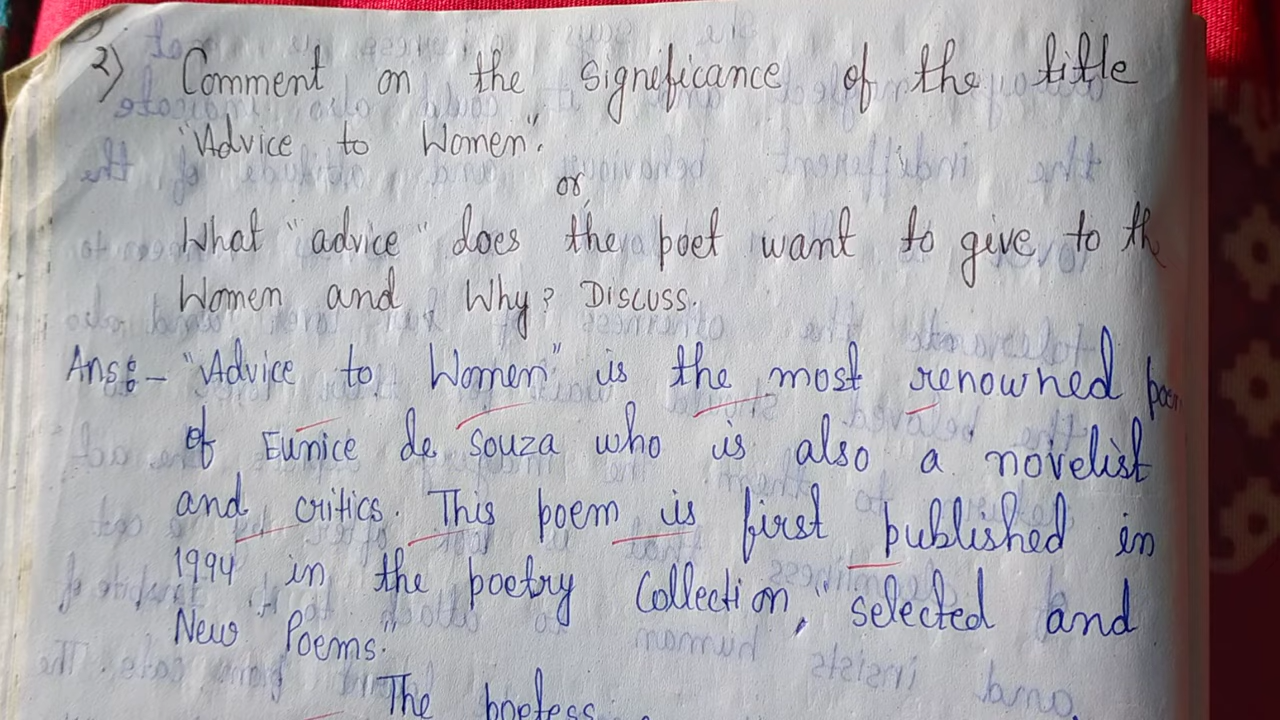 2) Comment on the significance of the title
"Advice to Women".
or
What "advice" does the poet want to give to th
Women and Why? Discuss.
Ans:- "Advice to Women" is the most renowned poem
of Eunice de Souza who is also a novelist
and critics. This poem is first published in
1994 in the poetry Collection, "selected and
New Poems."
The poetess